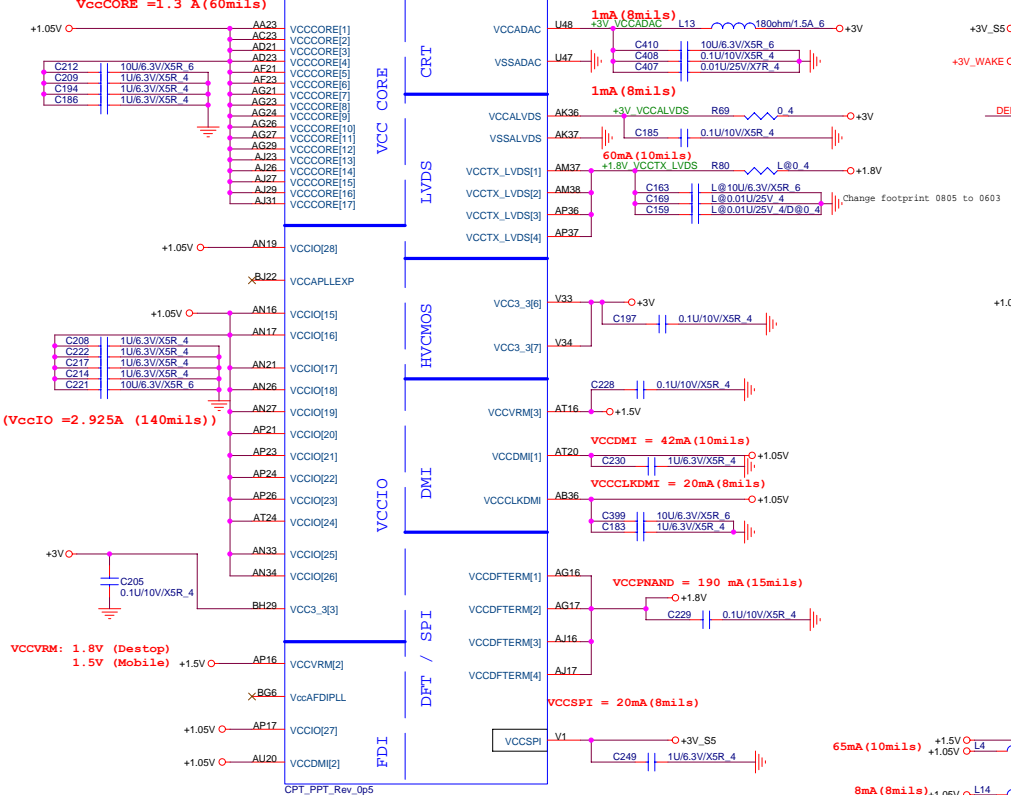 VccCORE =1.3 A(60mils)
+1.05V
AA23 VCCCORE[1]
AC23 VCCCORE[2]
AD21 VCCCORE[3]
AD23 VCCCORE[4]
AF21 VCCCORE[5]
AF23 VCCCORE[6]
AG21 VCCCORE[7]
AG23 VCCCORE[8]
AG24 VCCCORE[9]
AG26 VCCCORE[10]
AG27 VCCCORE[11]
AG29 VCCCORE[12]
AJ23 VCCCORE[13]
AJ26 VCCCORE[14]
AJ27 VCCCORE[15]
AJ29 VCCCORE[16]
AJ31 VCCCORE[17]
C212 10U/6.3V/X5R_6
C209 1U/6.3V/X5R_4
C194 1U/6.3V/X5R_4
C186 1U/6.3V/X5R_4
VCC CORE
CRT
LVDS
+1.05V AN19 VCCIO[28]
BJ22 VCCAPLLEXP
+1.05V AN16 VCCIO[15]
AN17 VCCIO[16]
AN21 VCCIO[17]
AN26 VCCIO[18]
AN27 VCCIO[19]
AP21 VCCIO[20]
AP23 VCCIO[21]
AP24 VCCIO[22]
AP26 VCCIO[23]
AT24 VCCIO[24]
AN33 VCCIO[25]
AN34 VCCIO[26]
C208 1U/6.3V/X5R_4
C222 1U/6.3V/X5R_4
C217 1U/6.3V/X5R_4
C214 1U/6.3V/X5R_4
C221 10U/6.3V/X5R_6
(VccIO =2.925A (140mils))
+3V
C205
0.1U/10V/X5R_4
BH29 VCC3_3[3]
VCCVRM: 1.8V (Destop)
1.5V (Mobile)
+1.5V AP16 VCCVRM[2]
BG6 VccAFDIPLL
+1.05V AP17 VCCIO[27]
+1.05V AU20 VCCDMI[2]
HVCMOS
DMI
VCCIO
DFT / SPI
FDI
CPT_PPT_Rev_0p5
1mA(8mils)
VCCADAC U48 +3V_VCCADAC L13 180ohm/1.5A_6 +3V
C410 10U/6.3V/X5R_6
C408 0.1U/10V/X5R_4
C407 0.01U/25V/X7R_4
VSSADAC U47
1mA(8mils)
VCCALVDS AK36 +3V_VCCALVDS R69 0_4 +3V
VSSALVDS AK37 C185 0.1U/10V/X5R_4
60mA(10mils)
VCCTX_LVDS[1] AM37 +1.8V_VCCTX_LVDS R80 L@0_4 +1.8V
VCCTX_LVDS[2] AM38
VCCTX_LVDS[3] AP36
VCCTX_LVDS[4] AP37
C163 L@10U/6.3V/X5R_6
C169 L@0.01U/25V_4
C159 L@0.01U/25V_4/D@0_4
Change footprint 0805 to 0603
VCC3_3[6] V33 +3V
C197 0.1U/10V/X5R_4
VCC3_3[7] V34
C228 0.1U/10V/X5R_4
VCCVRM[3] AT16 +1.5V
VCCDMI = 42mA(10mils)
VCCDMI[1] AT20 +1.05V
C230 1U/6.3V/X5R_4
VCCCLKDMI = 20mA(8mils)
VCCCLKDMI AB36 +1.05V
C399 10U/6.3V/X5R_6
C183 1U/6.3V/X5R_4
VCCDFTERM[1] AG16
VCCPNAND = 190 mA(15mils)
+1.8V
VCCDFTERM[2] AG17
C229 0.1U/10V/X5R_4
VCCDFTERM[3] AJ16
VCCDFTERM[4] AJ17
VCCSPI = 20mA(8mils)
VCCSPI V1 +3V_S5
C249 1U/6.3V/X5R_4
+3V_S5
+3V_WAKE
65mA(10mils)
+1.5V
+1.05V L4
8mA(8mils) +1.05V L14